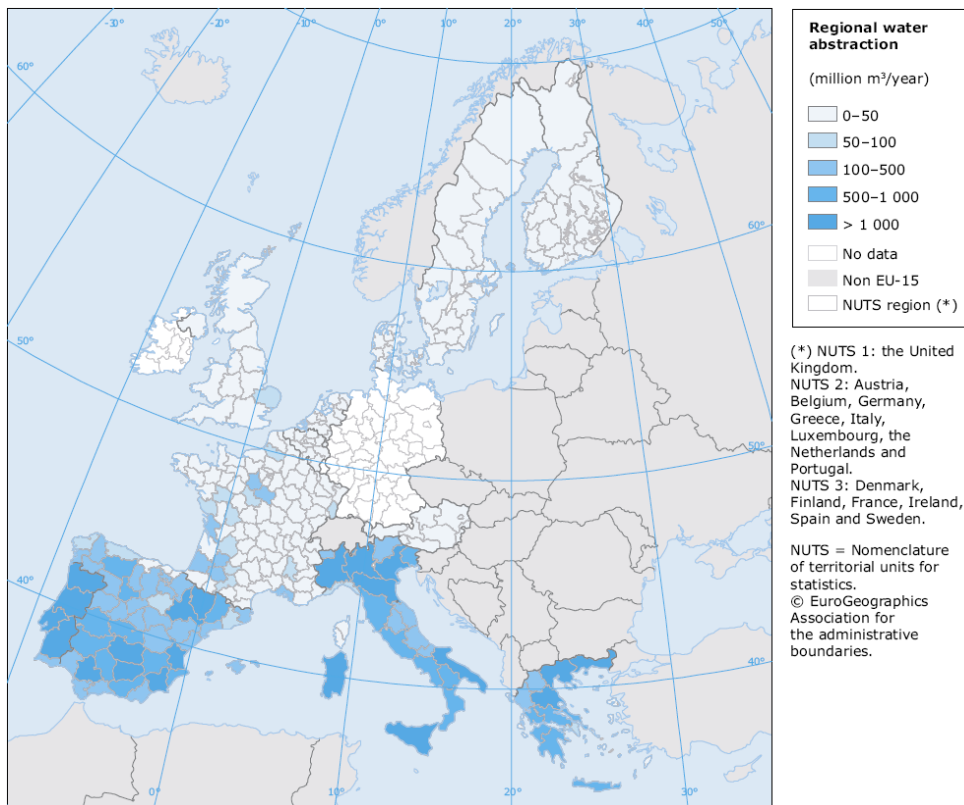 -30°
-20°
-10°
0°
10°
20°
30°
60°
50°
40°
60°
50°
40°
0°
10°
20°
30°
Regional water
abstraction
(million m³/year)
0–50
50–100
100–500
500–1 000
> 1 000
No data
Non EU-15
NUTS region (*)
(*) NUTS 1: the United
Kingdom.
NUTS 2: Austria,
Belgium, Germany,
Greece, Italy,
Luxembourg, the
Netherlands and
Portugal.
NUTS 3: Denmark,
Finland, France, Ireland,
Spain and Sweden.
NUTS = Nomenclature
of territorial units for
statistics.
© EuroGeographics
Association for
the administrative
boundaries.